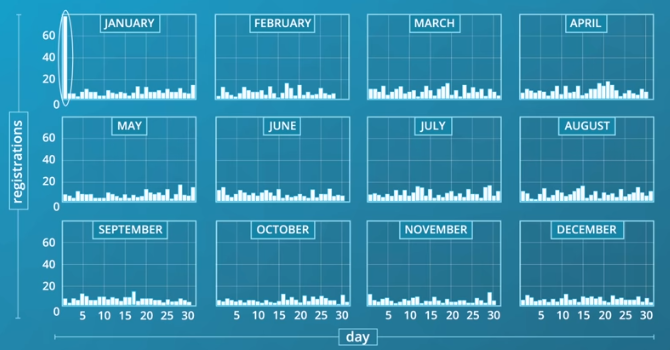 JANUARY
FEBRUARY
MARCH
APRIL
60
40
20
0
MAY
JUNE
JULY
AUGUST
60
40
20
0
SEPTEMBER
OCTOBER
NOVEMBER
DECEMBER
60
40
20
0
5 10 15 20 25 30
5 10 15 20 25 30
5 10 15 20 25 30
5 10 15 20 25 30
registrations
day